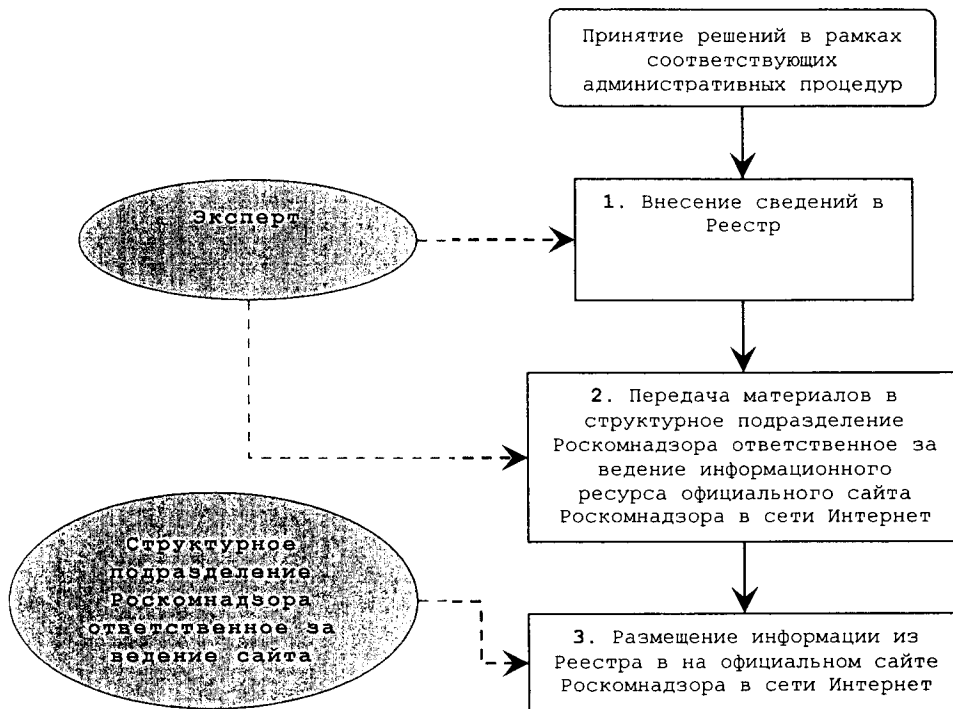 Принятие решений в рамках
соответствующих
административных процедур
Эксперт
1. Внесение сведений в
Реестр
2. Передача материалов в
структурное подразделение
Роскомнадзора ответственное за
ведение информационного
ресурса официального сайта
Роскомнадзора в сети Интернет
Структурное
подразделение
Роскомнадзора
ответственное за
ведение сайта
3. Размещение информации из
Реестра в на официальном сайте
Роскомнадзора в сети Интернет